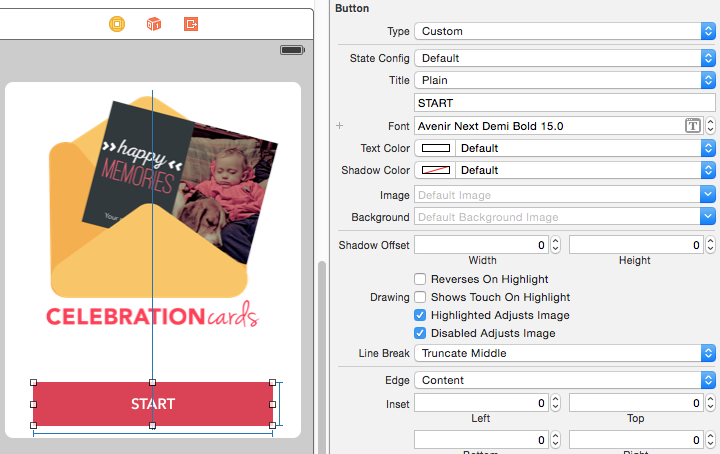 happy
MEMORIES
CELEBRATIONcards
START
Button
Type Custom
State Config Default
Title Plain
START
Font Avenir Next Demi Bold 15.0
Text Color Default
Shadow Color Default
Image Default Image
Background Default Background Image
Shadow Offset 0 0
Width Height
Reverses On Highlight
Drawing Shows Touch On Highlight
Highlighted Adjusts Image
Disabled Adjusts Image
Line Break Truncate Middle
Edge Content
Inset 0 0
Left Top
0 0
Bottom Right